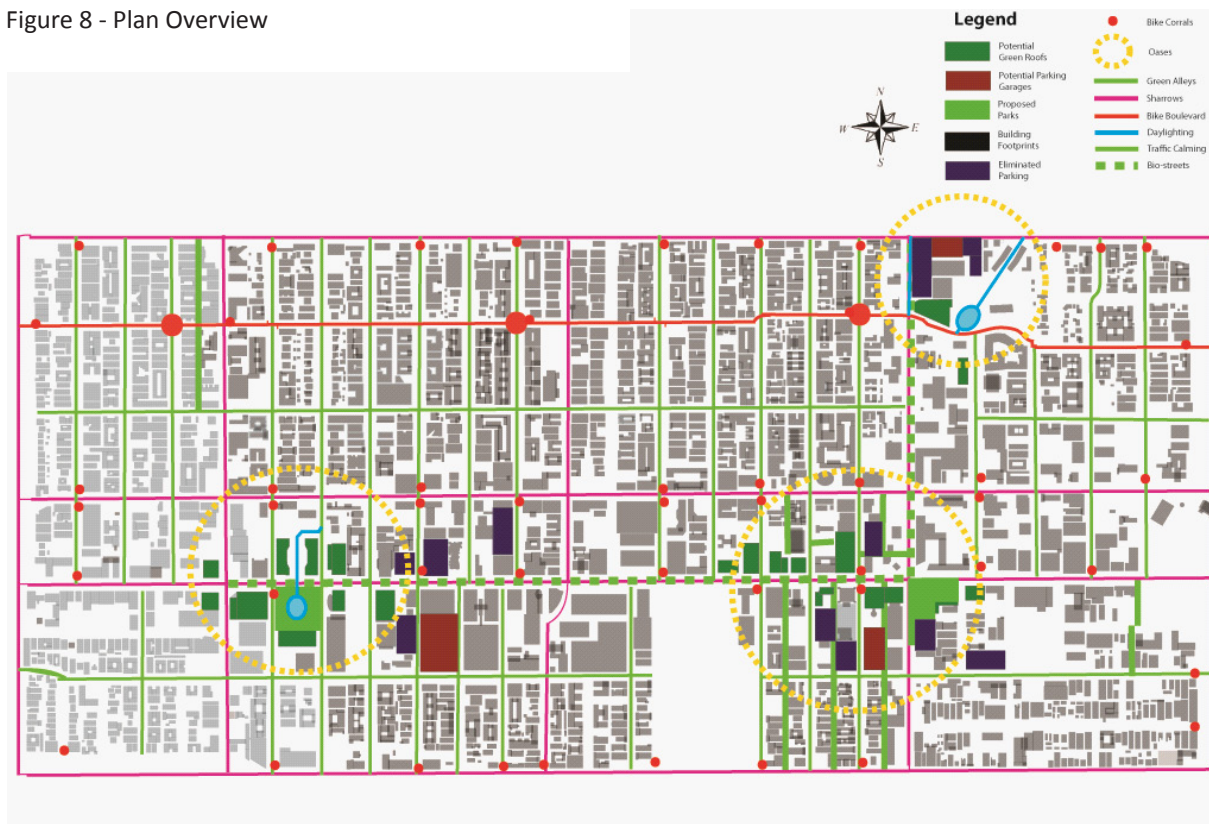 Figure 8 - Plan Overview
Legend
Potential
Green Roofs
Potential Parking
Garages
Proposed
Parks
Building
Footprints
Eliminated
Parking
Bike Corrals
Oases
Green Alleys
Sharrows
Bike Boulevard
Daylighting
Traffic Calming
Bio-streets
N
W
E
S